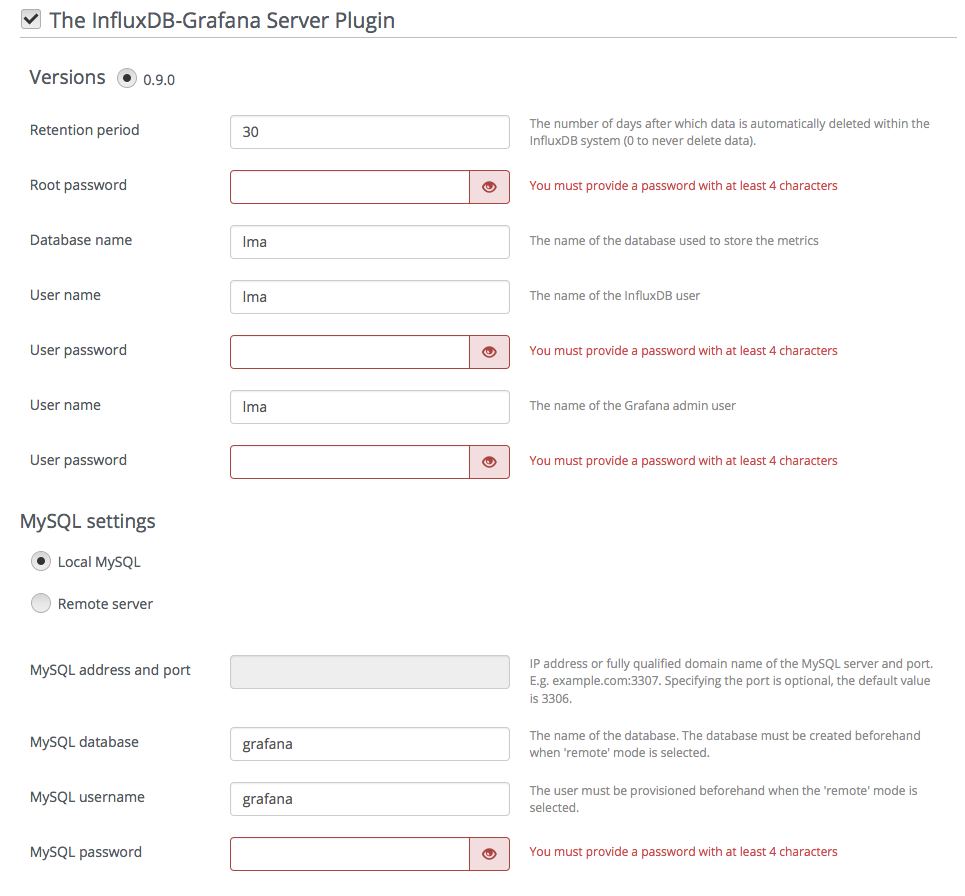 The InfluxDB-Grafana Server Plugin
Versions 0.9.0
Retention period
30
The number of days after which data is automatically deleted within the
InfluxDB system (0 to never delete data).
Root password
You must provide a password with at least 4 characters
Database name
lma
The name of the database used to store the metrics
User name
lma
The name of the InfluxDB user
User password
You must provide a password with at least 4 characters
User name
lma
The name of the Grafana admin user
User password
You must provide a password with at least 4 characters
MySQL settings
Local MySQL
Remote server
MySQL address and port
IP address or fully qualified domain name of the MySQL server and port.
E.g. example.com:3307. Specifying the port is optional, the default value
is 3306.
MySQL database
grafana
The name of the database. The database must be created beforehand
when 'remote' mode is selected.
MySQL username
grafana
The user must be provisioned beforehand when the 'remote' mode is
selected.
MySQL password
You must provide a password with at least 4 characters